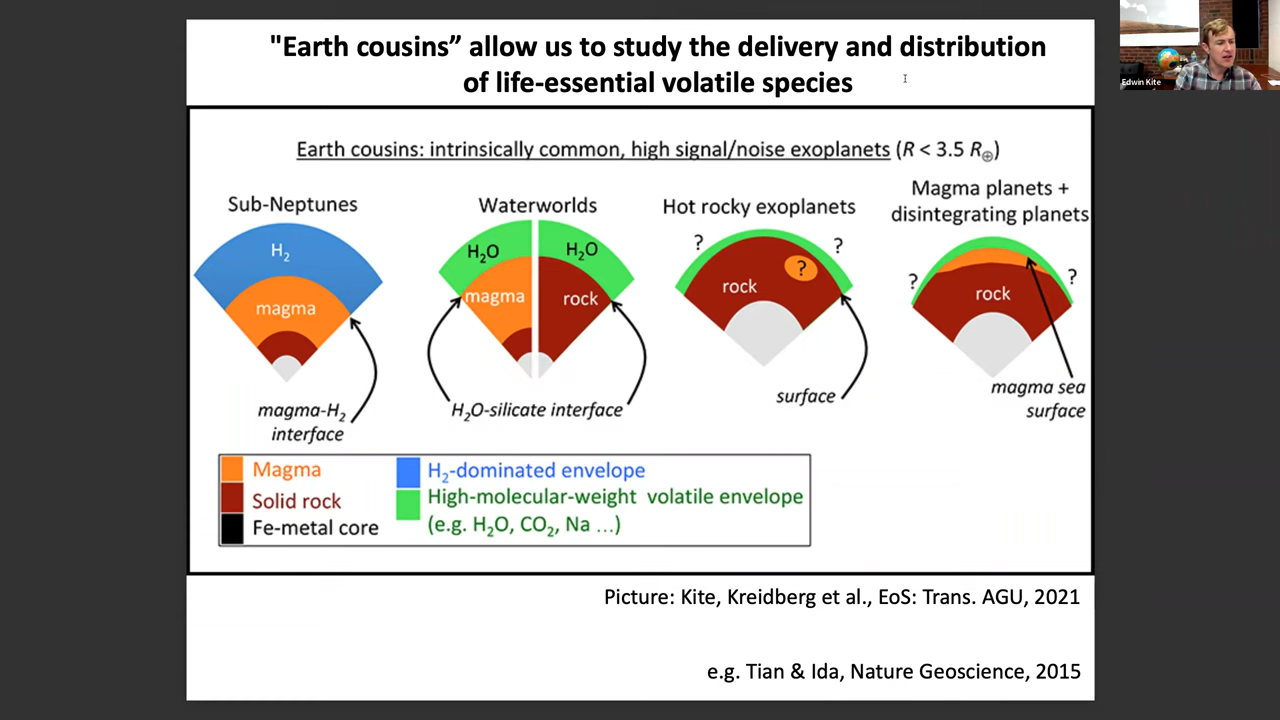 "Earth cousins” allow us to study the delivery and distribution
of life-essential volatile species
Edwin Kite
Earth cousins: intrinsically common, high signal/noise exoplanets (R < 3.5 R⊕)
Sub-Neptunes
H₂
magma
magma-H₂
interface
Waterworlds
H₂O
H₂O
magma
rock
H₂O-silicate interface
Hot rocky exoplanets
?
?
?
rock
surface
Magma planets +
disintegrating planets
?
?
rock
magma sea
surface
Magma
Solid rock
Fe-metal core
H₂-dominated envelope
High-molecular-weight volatile envelope
(e.g. H₂O, CO₂, Na ...)
Picture: Kite, Kreidberg et al., EoS: Trans. AGU, 2021
e.g. Tian & Ida, Nature Geoscience, 2015